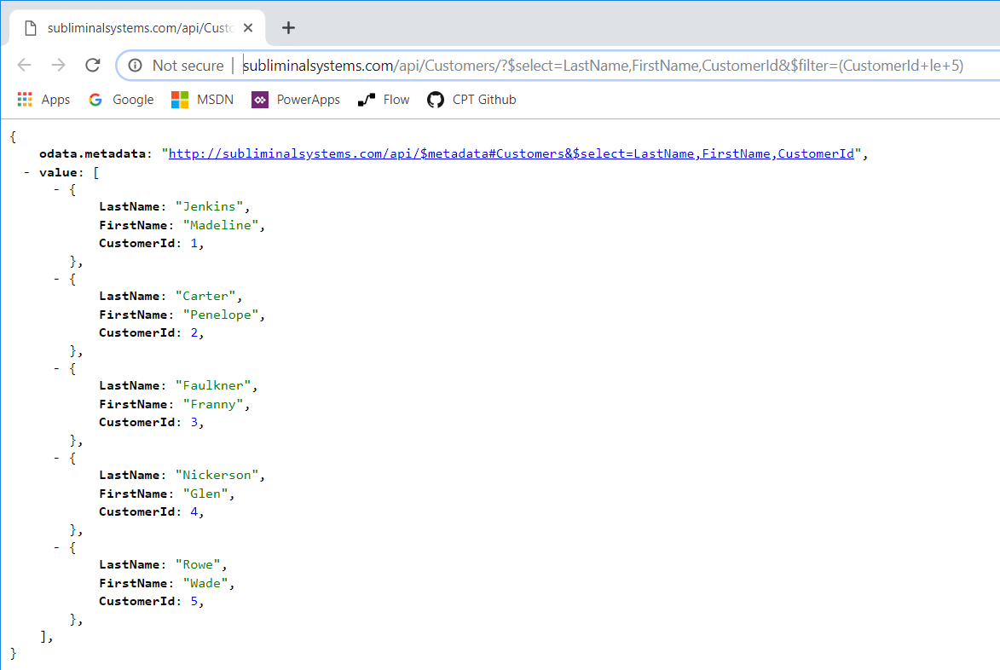 subliminalsystems.com/api/Custo
Not secure | subliminalsystems.com/api/Customers/?$select=LastName,FirstName,CustomerId&$filter=(CustomerId+le+5)
Apps Google MSDN PowerApps Flow CPT Github
{
odata.metadata: "http://subliminalsystems.com/api/$metadata#Customers&$select=LastName,FirstName,CustomerId",
- value: [
- {
LastName: "Jenkins",
FirstName: "Madeline",
CustomerId: 1,
},
- {
LastName: "Carter",
FirstName: "Penelope",
CustomerId: 2,
},
- {
LastName: "Faulkner",
FirstName: "Franny",
CustomerId: 3,
},
- {
LastName: "Nickerson",
FirstName: "Glen",
CustomerId: 4,
},
- {
LastName: "Rowe",
FirstName: "Wade",
CustomerId: 5,
},
],
}